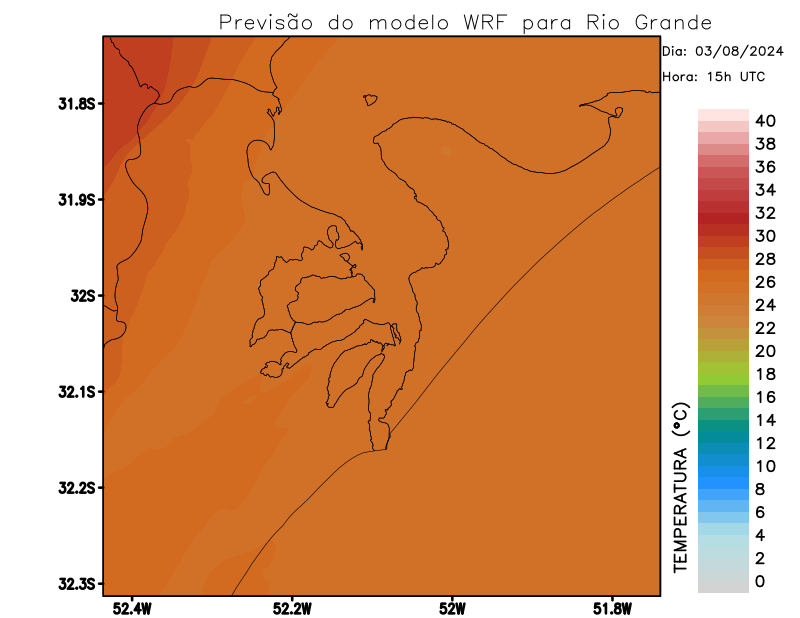 Previsão do modelo WRF para Rio Grande
Dia: 03/08/2024
Hora: 15h UTC
31.8S
31.9S
32S
32.1S
32.2S
32.3S
52.4W
52.2W
52W
51.8W
TEMPERATURA (°C)
40
38
36
34
32
30
28
26
24
22
20
18
16
14
12
10
8
6
4
2
0